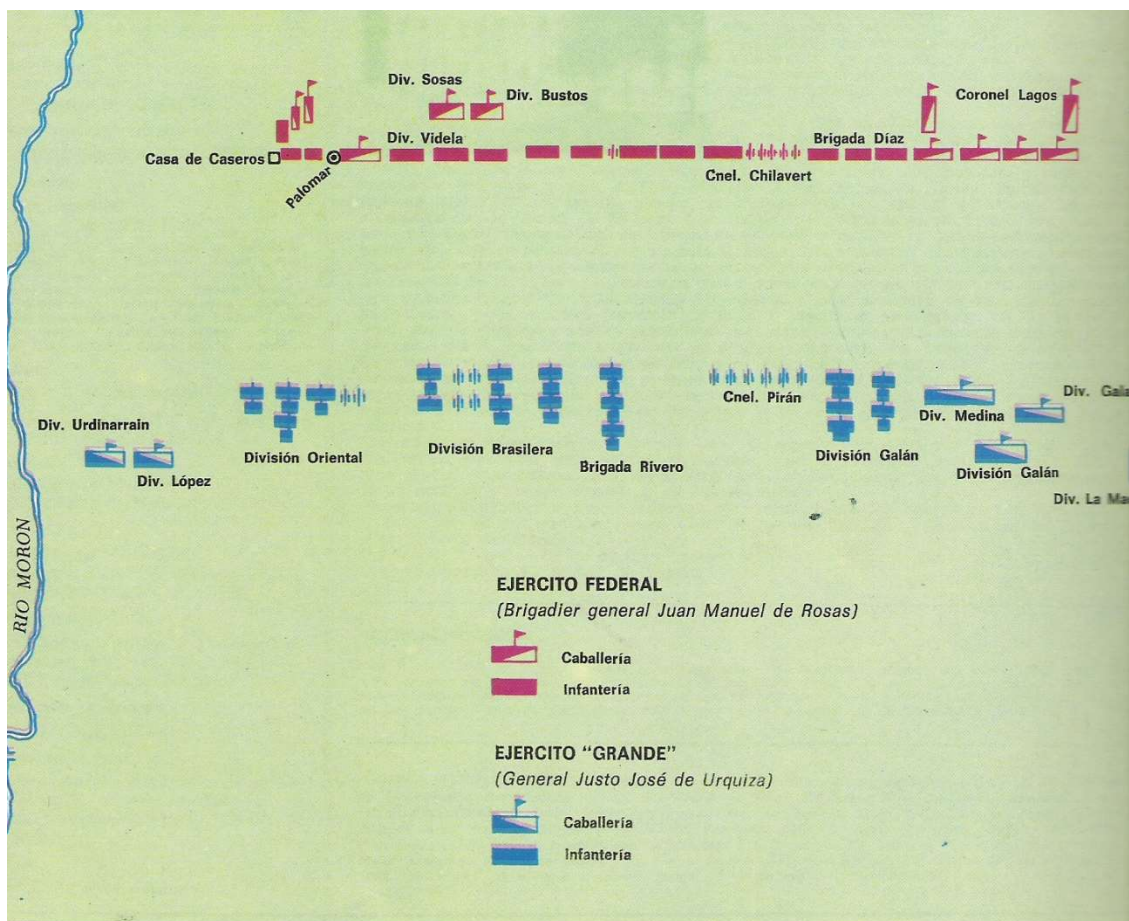 Div. Sosas
Div. Bustos
Coronel Lagos
Div. Videla
Brigada Díaz
Casa de Caseros
Palomar
Cnel. Chilavert
Cnel. Pirán
Div. Medina
Div. Urdinarrain
División Oriental
División Brasilera
Brigada Rívero
División Galán
División Galán
Div. López
RIO MORON
EJERCITO FEDERAL
(Brigadier general Juan Manuel de Rosas)
Caballería
Infantería
EJERCITO "GRANDE"
(General Justo José de Urquiza)
Caballería
Infantería